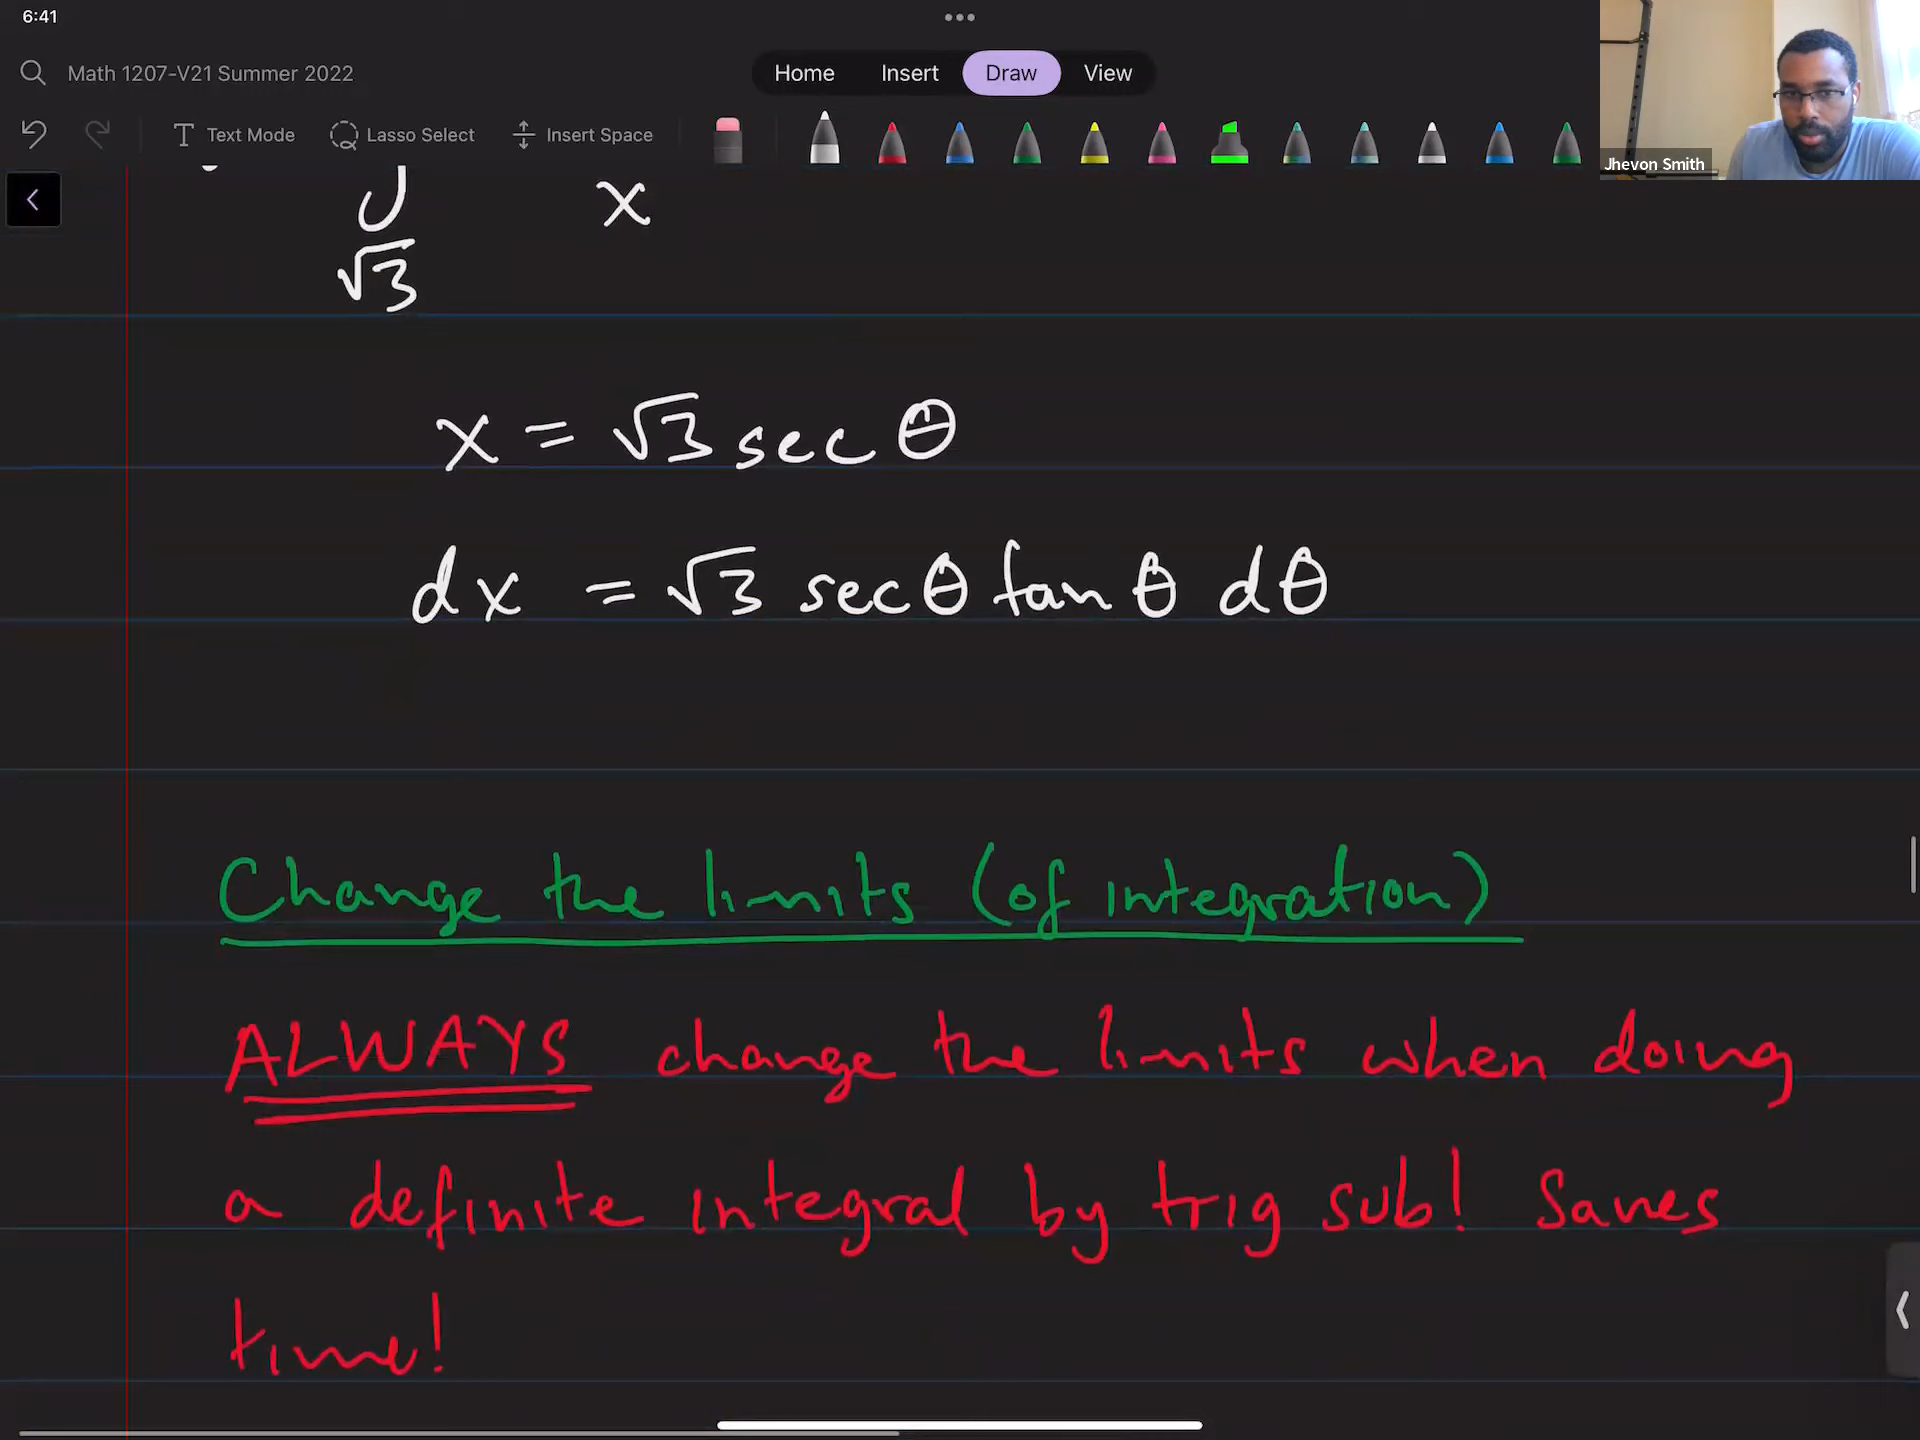 6:41
Math 1207-V21 Summer 2022
Home Insert Draw View
Text Mode Lasso Select Insert Space
Jhevon Smith
x
√3
x = √3 sec θ
dx = √3 sec θ tan θ dθ
Change the limits (of integration)
ALWAYS change the limits when doing
a definite integral by trig sub! Saves
time!